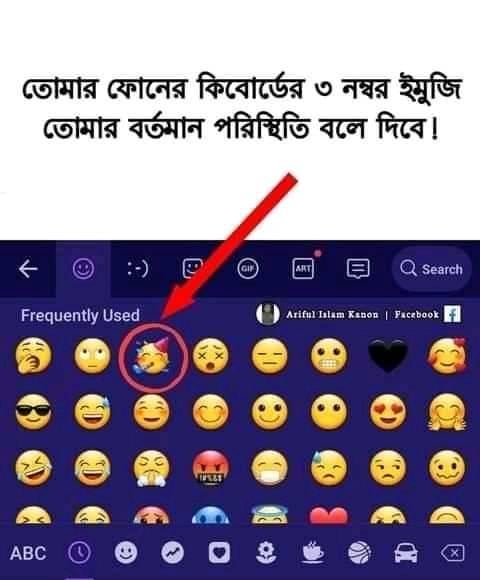 তোমার ফোনের কিবোর্ডের ৩ নম্বর ইমুজি
তোমার বর্তমান পরিস্থিতি বলে দিবে!
:-) GIF ART Search
Frequently Used
Ariful Islam Kanon | Facebook
ABC